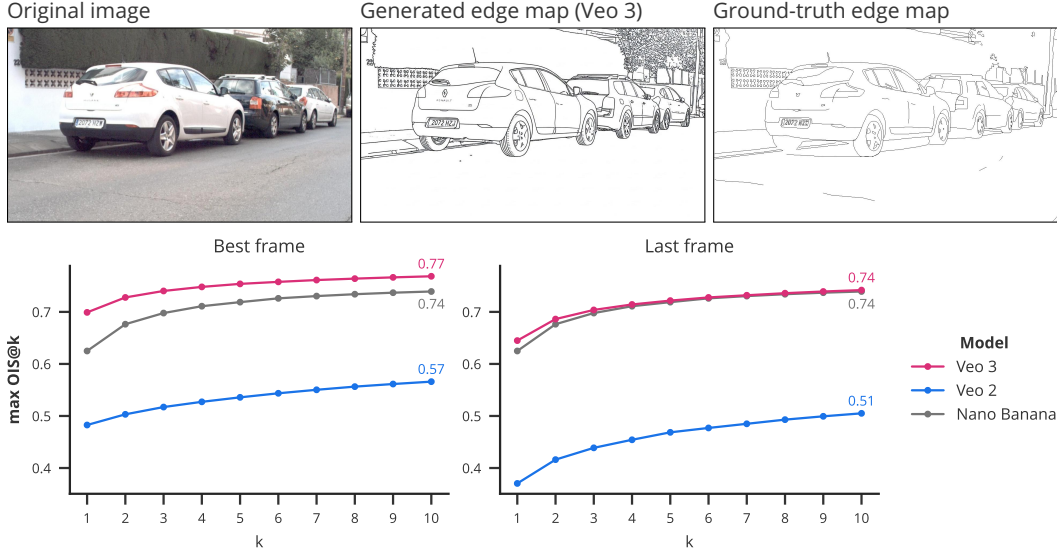 Original image
Generated edge map (Veo 3)
Ground-truth edge map
Best frame
max OIS@k
0.7
0.6
0.5
0.4
0.77
0.74
0.57
1 2 3 4 5 6 7 8 9 10
k
Last frame
0.7
0.6
0.5
0.4
0.74
0.74
0.51
1 2 3 4 5 6 7 8 9 10
k
Model
Veo 3
Veo 2
Nano Banana